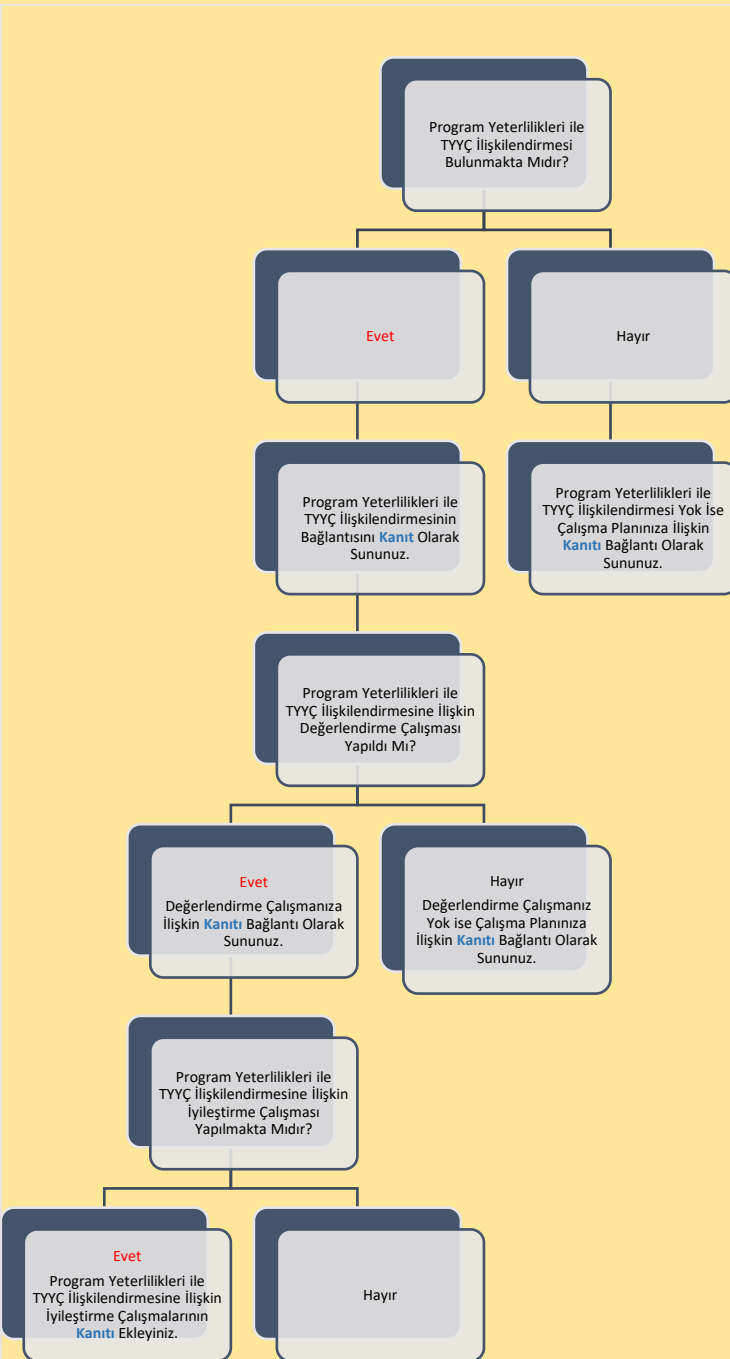 Program Yeterlilikleri ile
TYYÇ İlişkilendirmesi
Bulunmakta Mıdır?
Evet
Hayır
Program Yeterlilikleri ile
TYYÇ İlişkilendirmesinin
Bağlantısını Kanıt Olarak
Sununuz.
Program Yeterlilikleri ile
TYYÇ İlişkilendirmesi Yok İse
Çalışma Planınıza İlişkin
Kanıtı Bağlantı Olarak
Sununuz.
Program Yeterlilikleri ile
TYYÇ İlişkilendirmesine İlişkin
Değerlendirme Çalışması
Yapıldı Mı?
Evet
Değerlendirme Çalışmanıza
İlişkin Kanıtı Bağlantı Olarak
Sununuz.
Hayır
Değerlendirme Çalışmanız
Yok ise Çalışma Planınıza
İlişkin Kanıtı Bağlantı Olarak
Sununuz.
Program Yeterlilikleri ile
TYYÇ İlişkilendirmesine İlişkin
İyileştirme Çalışması
Yapılmakta Mıdır?
Evet
Program Yeterlilikleri ile
TYYÇ İlişkilendirmesine İlişkin
İyileştirme Çalışmalarının
Kanıtı Ekleyiniz.
Hayır